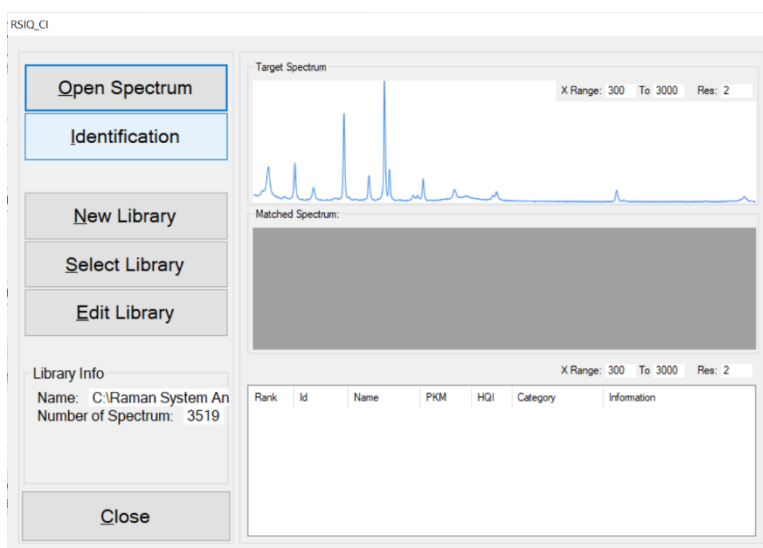 RSIQ_CI
Open Spectrum
Identification
New Library
Select Library
Edit Library
Library Info
Name: C:\Raman System An
Number of Spectrum: 3519
Close
Target Spectrum
X Range: 300 To 3000 Res: 2
Matched Spectrum:
X Range: 300 To 3000 Res: 2
Rank Id Name PKM HQI Category Information